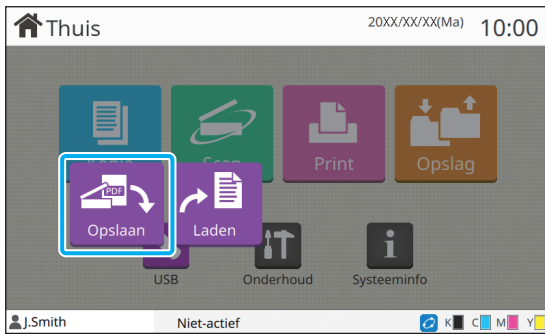 Thuis 20XX/XX/XX(Ma) 10:00
Kopie Scan Print Opslag
PDF
Opslaan Laden
USB Onderhoud Systeeminfo
J.Smith Niet-actief K C M Y